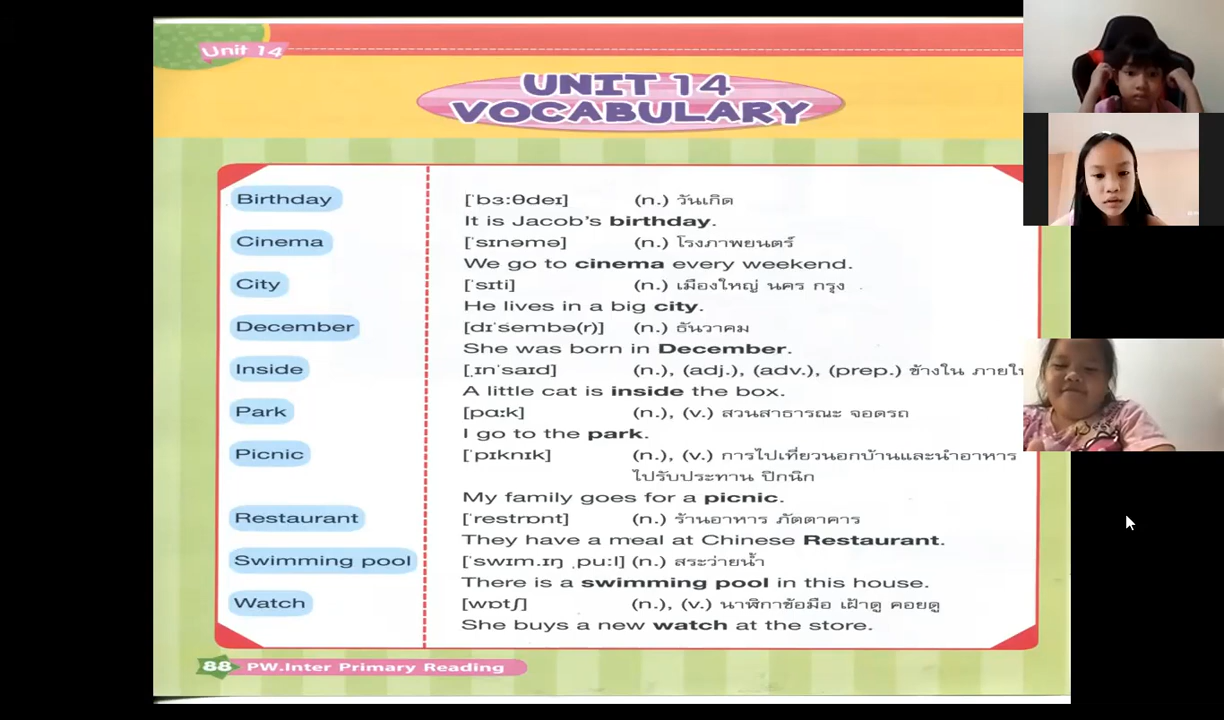 Unit 14
UNIT 14
VOCABULARY
Birthday [ˈbɜːθdeɪ] (n.) วันเกิด
It is Jacob's birthday.
Cinema [ˈsɪnəmə] (n.) โรงภาพยนตร์
We go to cinema every weekend.
City [ˈsɪti] (n.) เมืองใหญ่ นคร กรุง
He lives in a big city.
December [dɪˈsembə(r)] (n.) ธันวาคม
She was born in December.
Inside [ˌɪnˈsaɪd] (n.), (adj.), (adv.), (prep.) ข้างใน
A little cat is inside the box.
Park [pɑːk] (n.), (v.) สวนสาธารณะ จอดรถ
I go to the park.
Picnic [ˈpɪknɪk] (n.), (v.) การไปเที่ยวนอกบ้านและนำอาหาร
ไปรับประทาน ปิกนิก
My family goes for a picnic.
Restaurant [ˈrestrɒnt] (n.) ร้านอาหาร ภัตตาคาร
They have a meal at Chinese Restaurant.
Swimming pool [ˈswɪm.ɪŋ ˌpuːl] (n.) สระว่ายน้ำ
There is a swimming pool in this house.
Watch [wɒtʃ] (n.), (v.) นาฬิกาข้อมือ เฝ้าดู คอยดู
She buys a new watch at the store.
88 PW.Inter Primary Reading